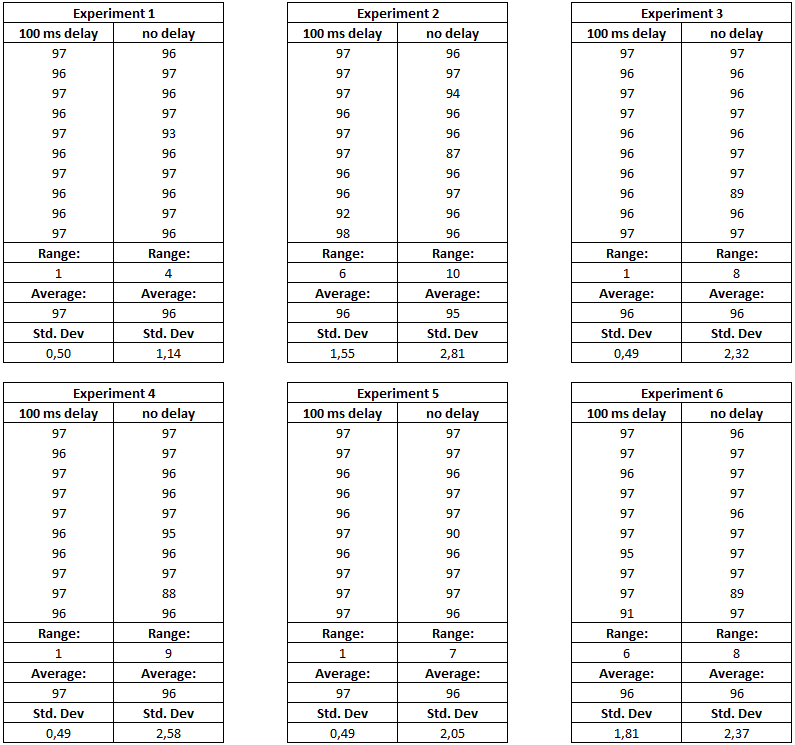 Experiment 1 Experiment 2 Experiment 3
100 ms delay no delay 100 ms delay no delay 100 ms delay no delay
97 96 97 96 97 97
96 97 97 97 96 96
97 96 97 94 97 96
96 97 96 96 97 97
97 93 97 96 96 96
96 96 97 87 96 97
97 97 96 96 96 97
96 96 96 97 96 89
96 97 92 96 96 96
97 96 98 96 97 97
Range: Range: Range: Range: Range: Range:
1 4 6 10 1 8
Average: Average: Average: Average: Average: Average:
97 96 96 95 96 96
Std. Dev Std. Dev Std. Dev Std. Dev Std. Dev Std. Dev
0,50 1,14 1,55 2,81 0,49 2,32
Experiment 4 Experiment 5 Experiment 6
100 ms delay no delay 100 ms delay no delay 100 ms delay no delay
97 97 97 97 97 96
96 97 97 97 97 97
97 96 96 96 96 97
97 96 96 97 97 97
97 97 96 97 97 96
96 95 97 90 97 97
96 96 96 96 95 97
97 97 97 97 97 97
97 88 97 97 97 89
96 96 97 96 91 97
Range: Range: Range: Range: Range: Range:
1 9 1 7 6 8
Average: Average: Average: Average: Average: Average:
97 96 97 96 96 96
Std. Dev Std. Dev Std. Dev Std. Dev Std. Dev Std. Dev
0,49 2,58 0,49 2,05 1,81 2,37